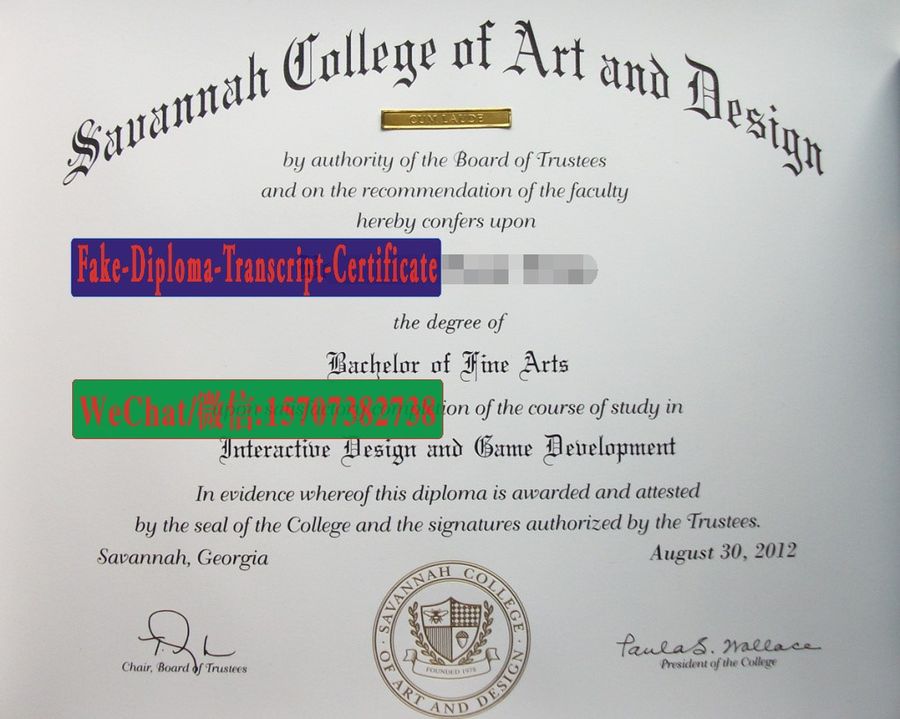 Savannah College of Art and Design
CUM LAUDE
by authority of the Board of Trustees
and on the recommendation of the faculty
hereby confers upon
Fake-Diploma-Transcript-Certificate
the degree of
Bachelor of Fine Arts
WeChat/微信:15707382738
upon satisfactory completion of the course of study in
Interactive Design and Game Development
In evidence whereof this diploma is awarded and attested
by the seal of the College and the signatures authorized by the Trustees.
Savannah, Georgia
August 30, 2012
Chair, Board of Trustees
SAVANNAH COLLEGE OF ART AND DESIGN
FOUNDED 1978
Paula S. Wallace
President of the College